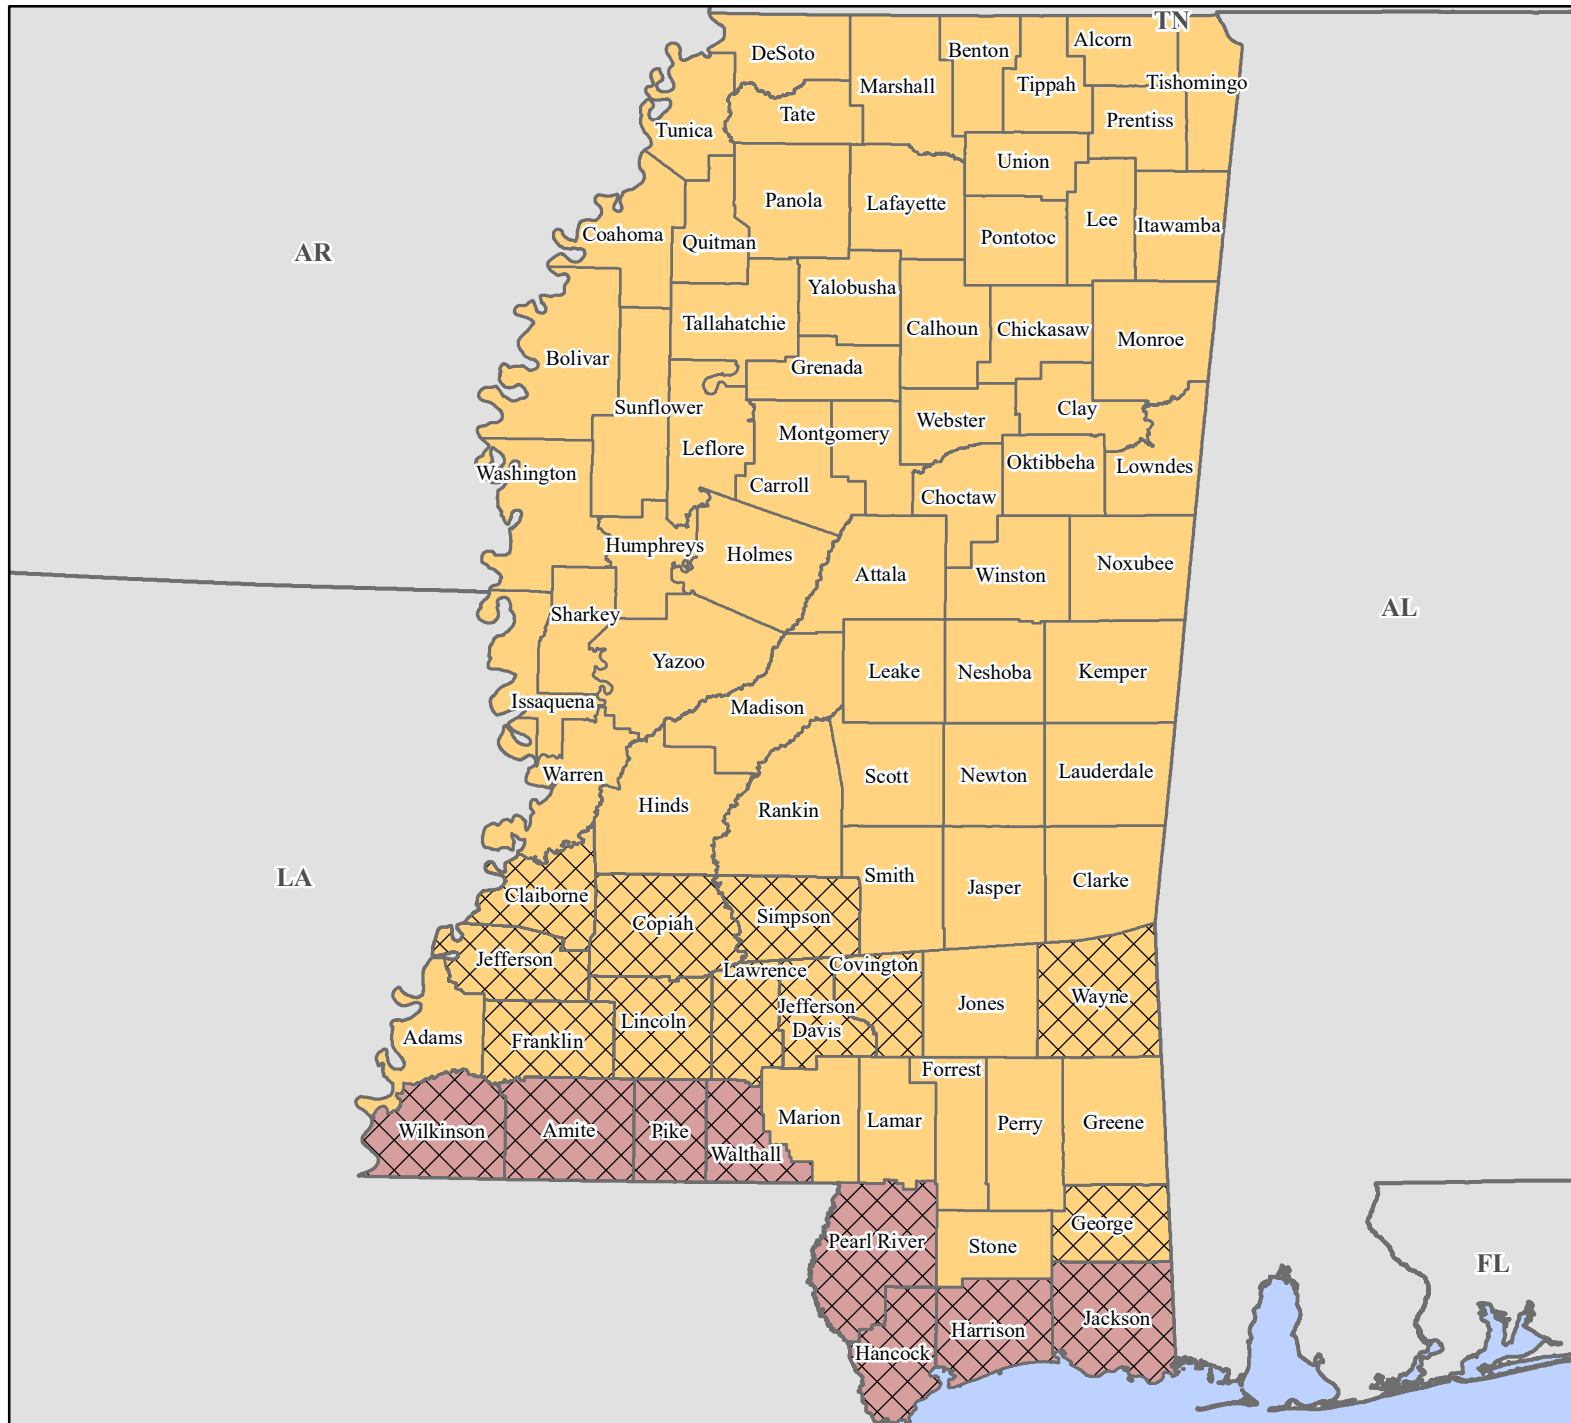 TN
DeSoto
Benton
Alcorn
Marshall
Tippah
Tishomingo
Tate
Prentiss
Tunica
Union
Panola
Lafayette
Lee
Itawamba
Coahoma
Quitman
Pontotoc
AR
Yalobusha
Tallahatchie
Calhoun
Chickasaw
Monroe
Bolivar
Grenada
Sunflower
Clay
Webster
Montgomery
Leflore
Oktibbeha
Lowndes
Washington
Carroll
Choctaw
Humphreys
Holmes
Attala
Winston
Noxubee
AL
Sharkey
Yazoo
Leake
Neshoba
Kemper
Issaquena
Madison
Warren
Scott
Newton
Lauderdale
Hinds
Rankin
LA
Smith
Jasper
Clarke
Claiborne
Copiah
Simpson
Jefferson
Lawrence
Covington
Jones
Wayne
Jefferson
Davis
Lincoln
Adams
Franklin
Forrest
Wilkinson
Amite
Pike
Walthall
Marion
Lamar
Perry
Greene
George
Pearl River
Stone
FL
Hancock
Harrison
Jackson